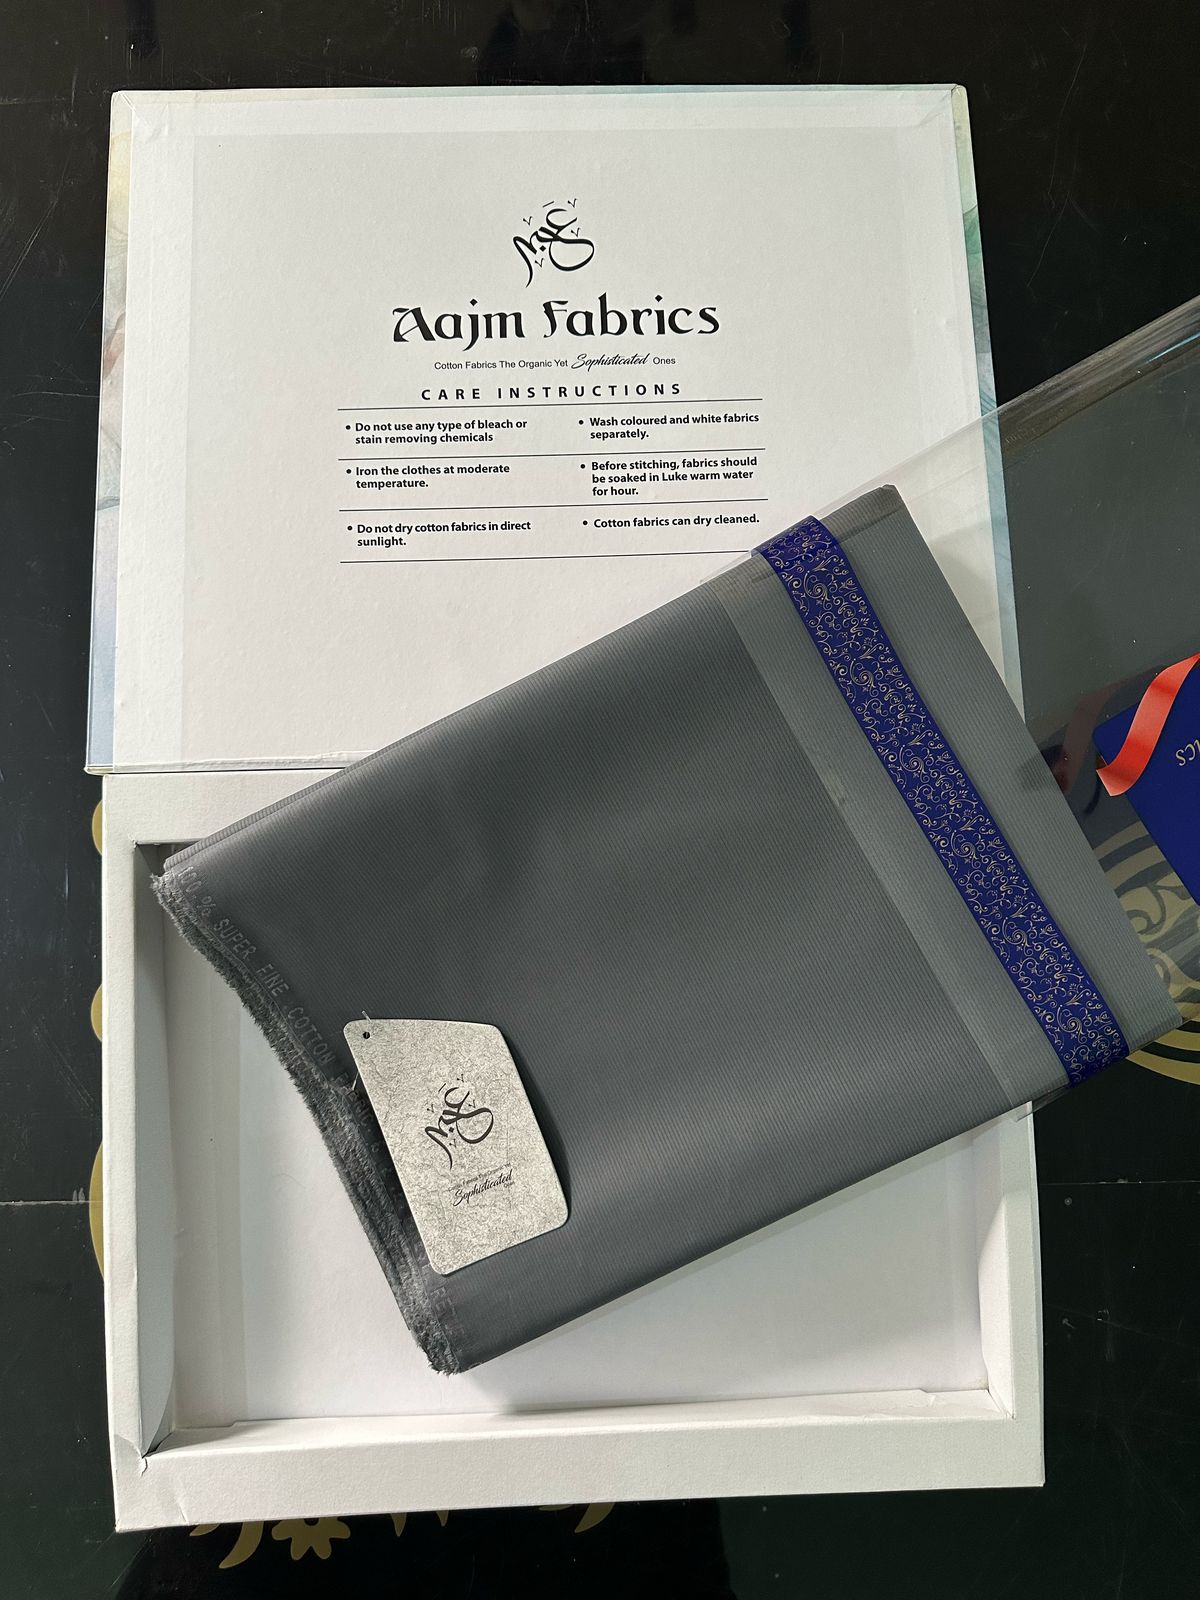 Aajm Fabrics
Cotton Fabrics The Organic Yet Sophisticated Ones
CARE INSTRUCTIONS
• Do not use any type of bleach or
stain removing chemicals
• Wash coloured and white fabrics
separately.
• Iron the clothes at moderate
temperature.
• Before stitching, fabrics should
be soaked in Luke warm water
for hour.
• Do not dry cotton fabrics in direct
sunlight.
• Cotton fabrics can dry cleaned.
100 % SUPER FINE COTTON FABRIC
Sophisticated
Ones